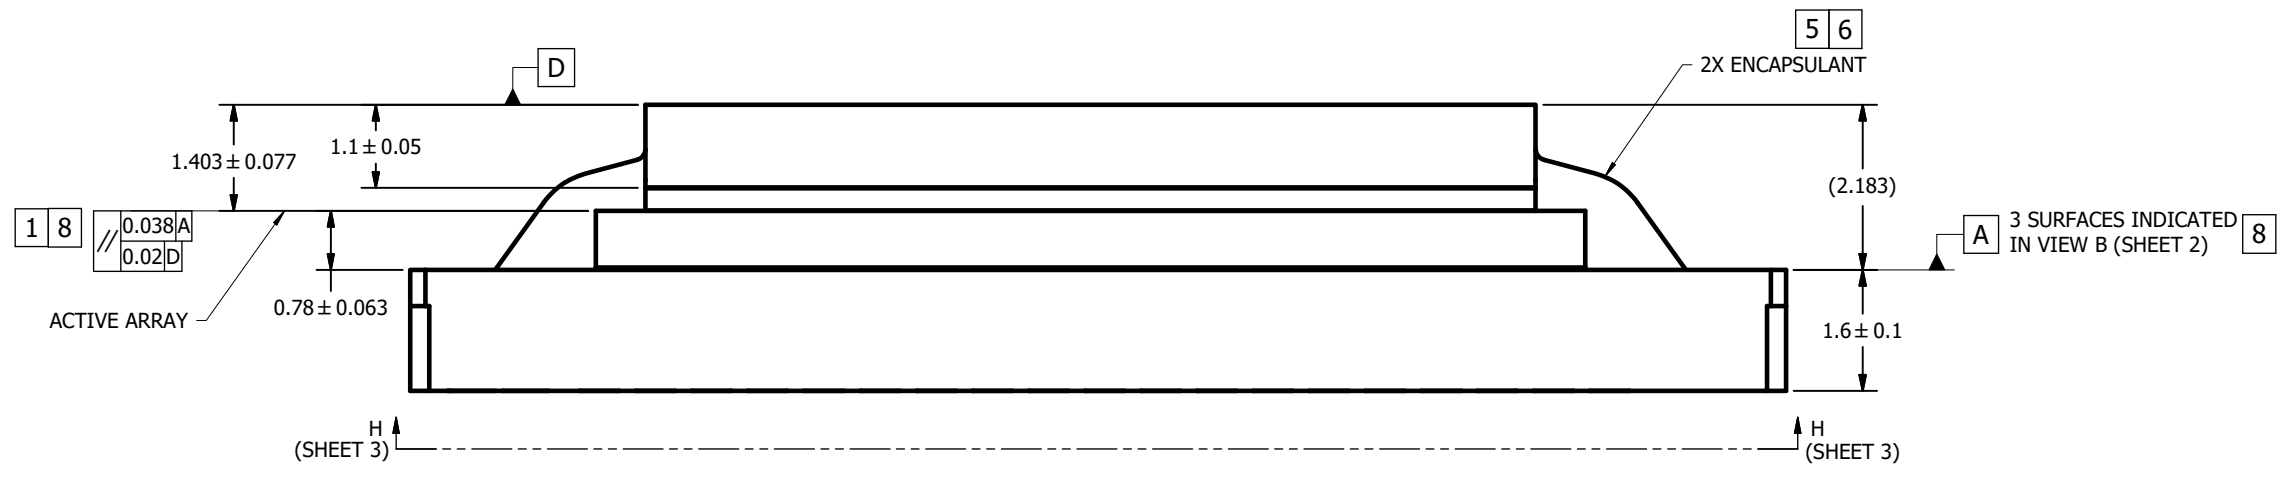 5 6
2X ENCAPSULANT
D
1.403 ± 0.077
1.1 ± 0.05
(2.183)
1 8
// 0.038 A
0.02 D
A
3 SURFACES INDICATED
IN VIEW B (SHEET 2)
8
0.78 ± 0.063
ACTIVE ARRAY
1.6 ± 0.1
H
(SHEET 3)
H
(SHEET 3)